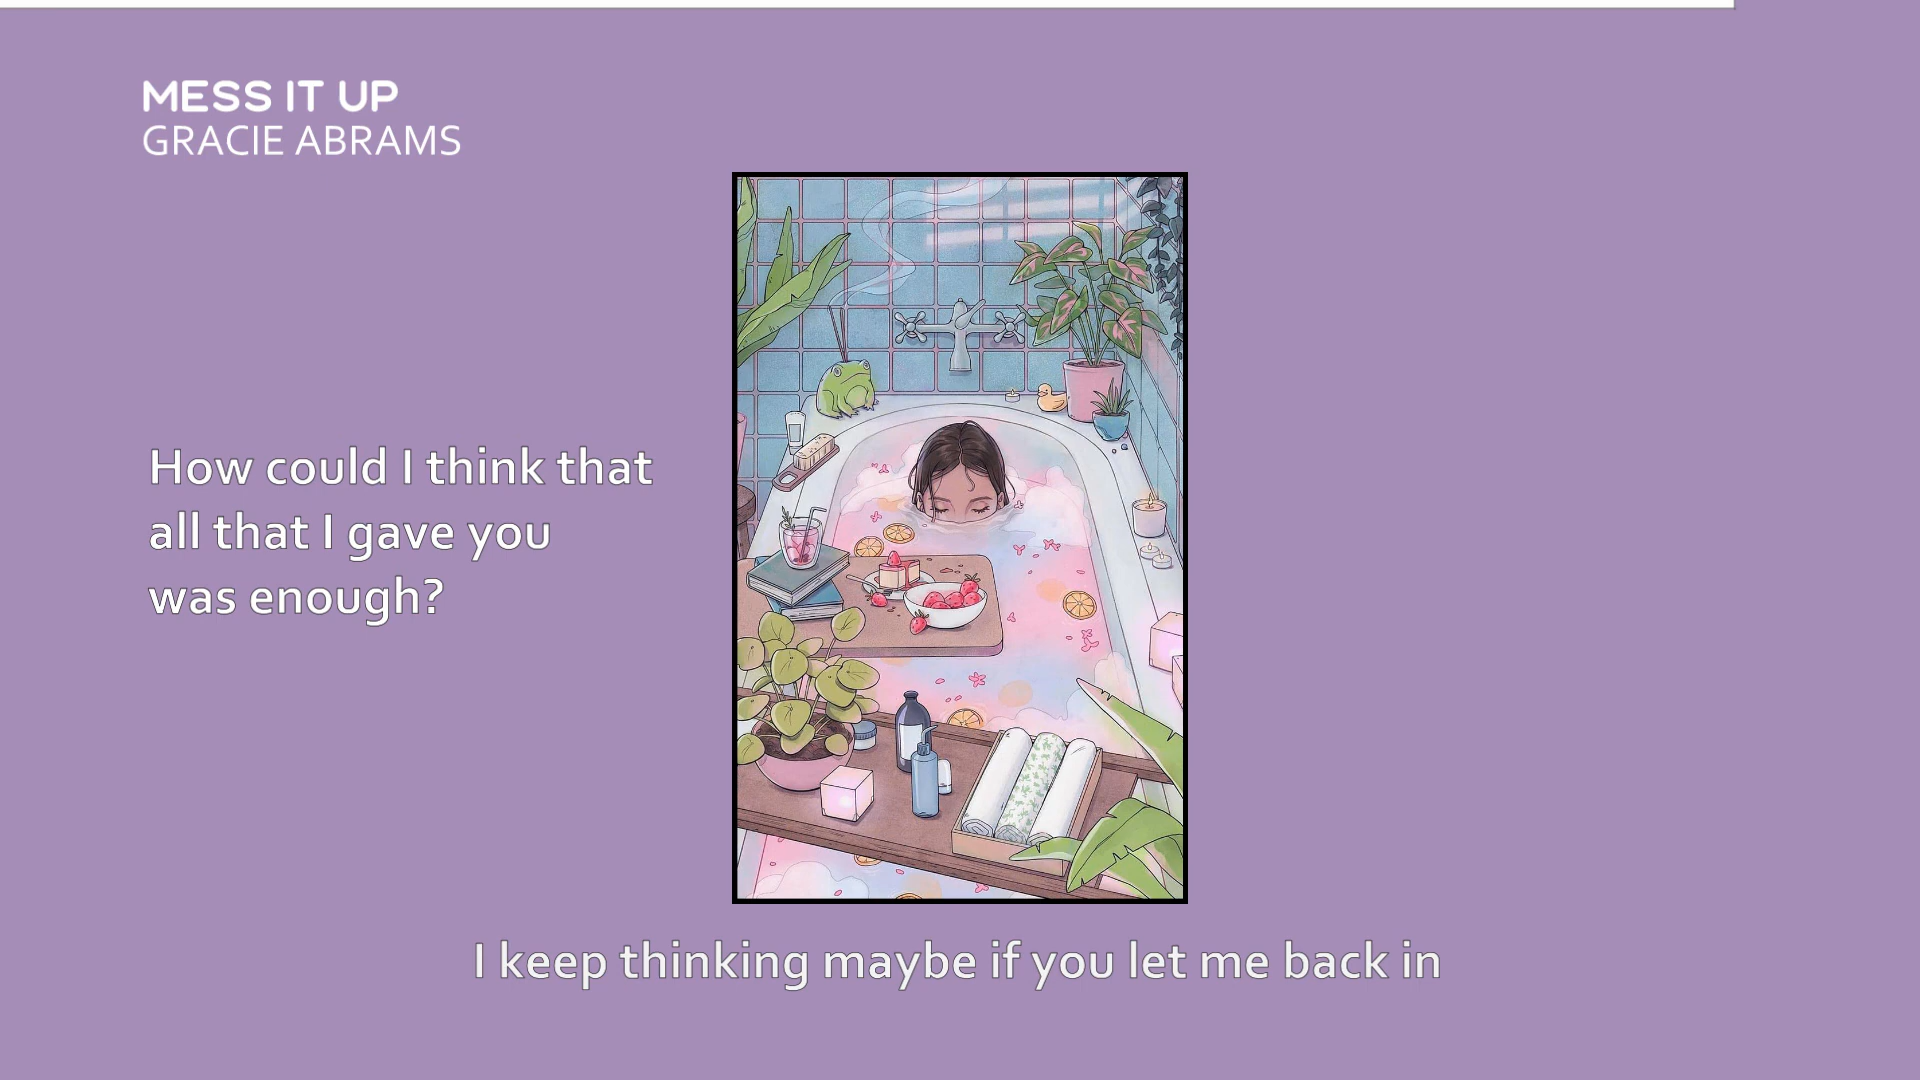 MESS IT UP
GRACIE ABRAMS
How could I think that
all that I gave you
was enough?
I keep thinking maybe if you let me back in